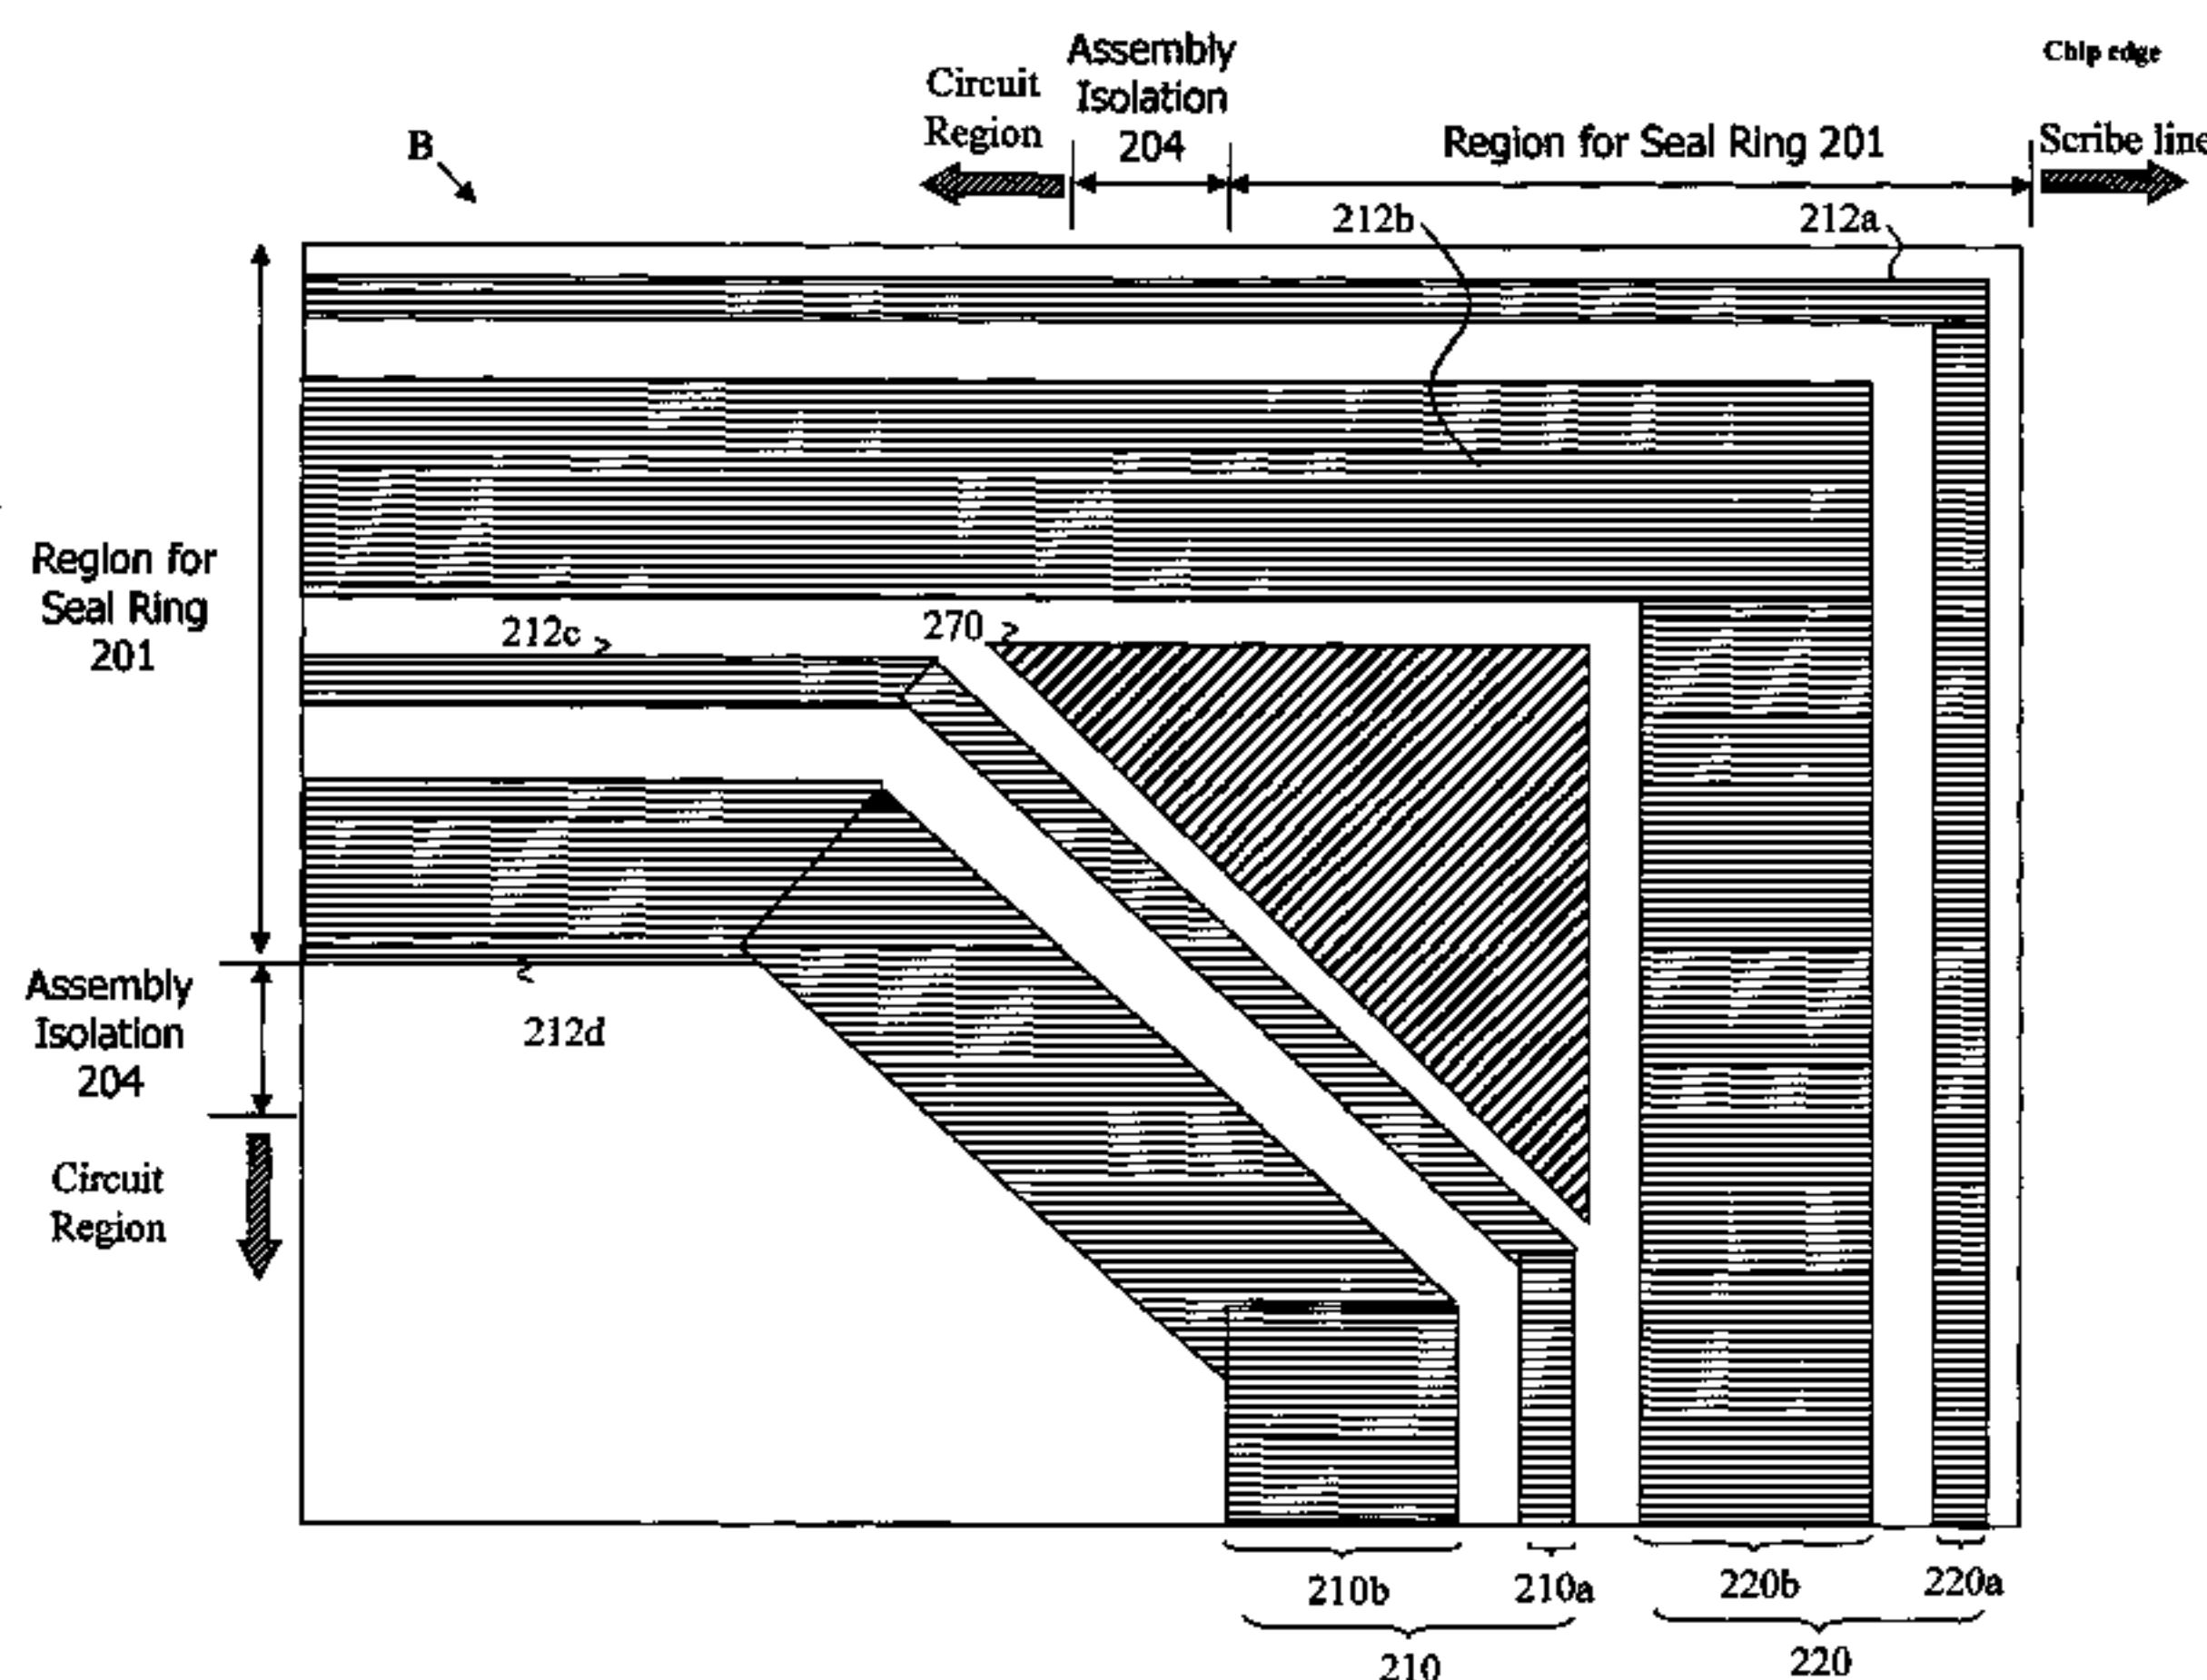 Chip edge
Assembly
Isolation
204
Circuit
Region
B
Region for Seal Ring 201
Scribe line
212b
212a
Region for
Seal Ring
201
212c
270
Assembly
Isolation
204
212d
Circuit
Region
210b
210a
220b
220a
210
220